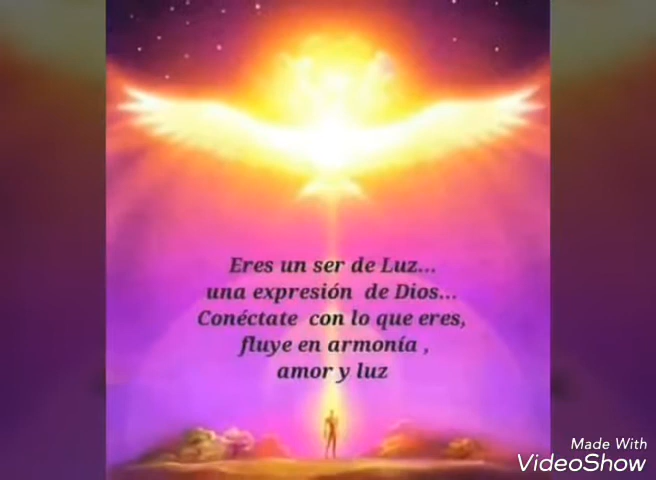 Eres un ser de Luz...
una expresión de Dios...
Conéctate con lo que eres,
fluye en armonía ,
amor y luz
Made With
VideoShow